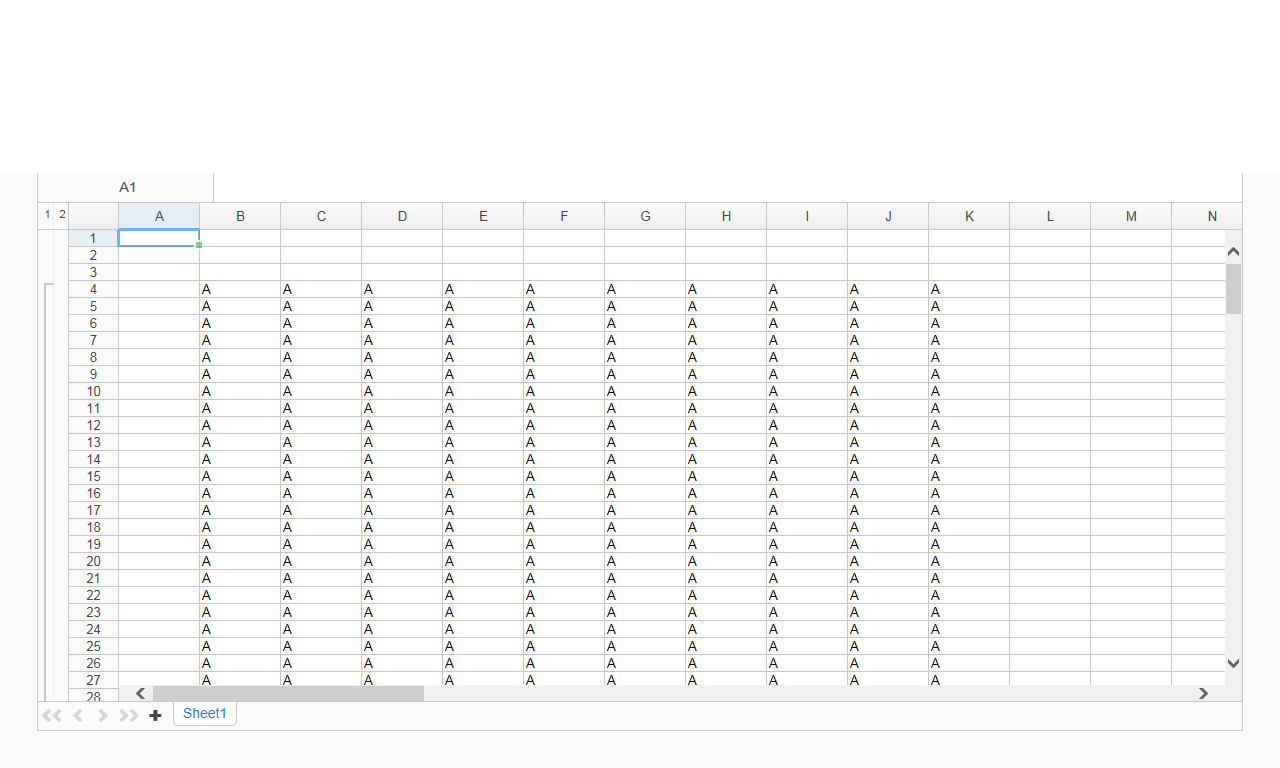 A1
1 2 A B C D E F G H I J K L M N
1
2
3
4 A A A A A A A A A A
5 A A A A A A A A A A
6 A A A A A A A A A A
7 A A A A A A A A A A
8 A A A A A A A A A A
9 A A A A A A A A A A
10 A A A A A A A A A A
11 A A A A A A A A A A
12 A A A A A A A A A A
13 A A A A A A A A A A
14 A A A A A A A A A A
15 A A A A A A A A A A
16 A A A A A A A A A A
17 A A A A A A A A A A
18 A A A A A A A A A A
19 A A A A A A A A A A
20 A A A A A A A A A A
21 A A A A A A A A A A
22 A A A A A A A A A A
23 A A A A A A A A A A
24 A A A A A A A A A A
25 A A A A A A A A A A
26 A A A A A A A A A A
27 A A A A A A A A A A
28
Sheet1